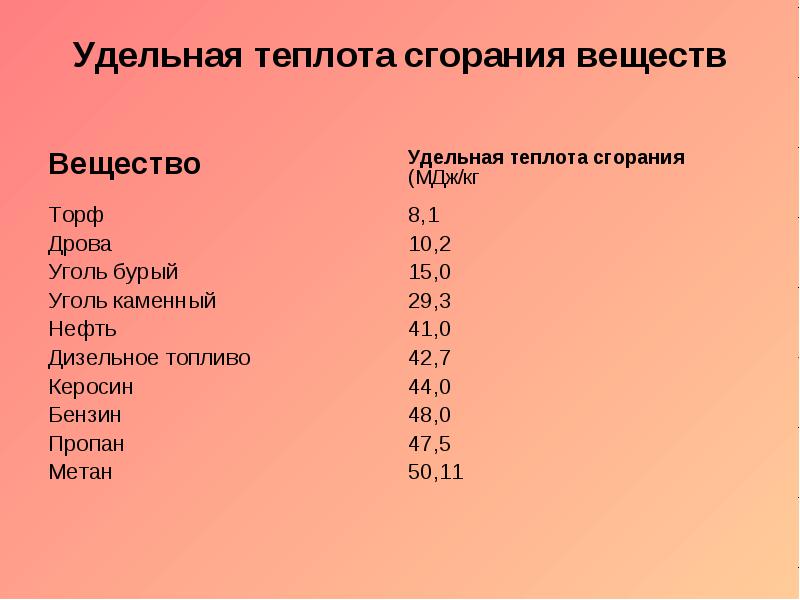 Удельная теплота сгорания веществ
Вещество
Удельная теплота сгорания
(МДж/кг
Торф 8,1
Дрова 10,2
Уголь бурый 15,0
Уголь каменный 29,3
Нефть 41,0
Дизельное топливо 42,7
Керосин 44,0
Бензин 48,0
Пропан 47,5
Метан 50,11